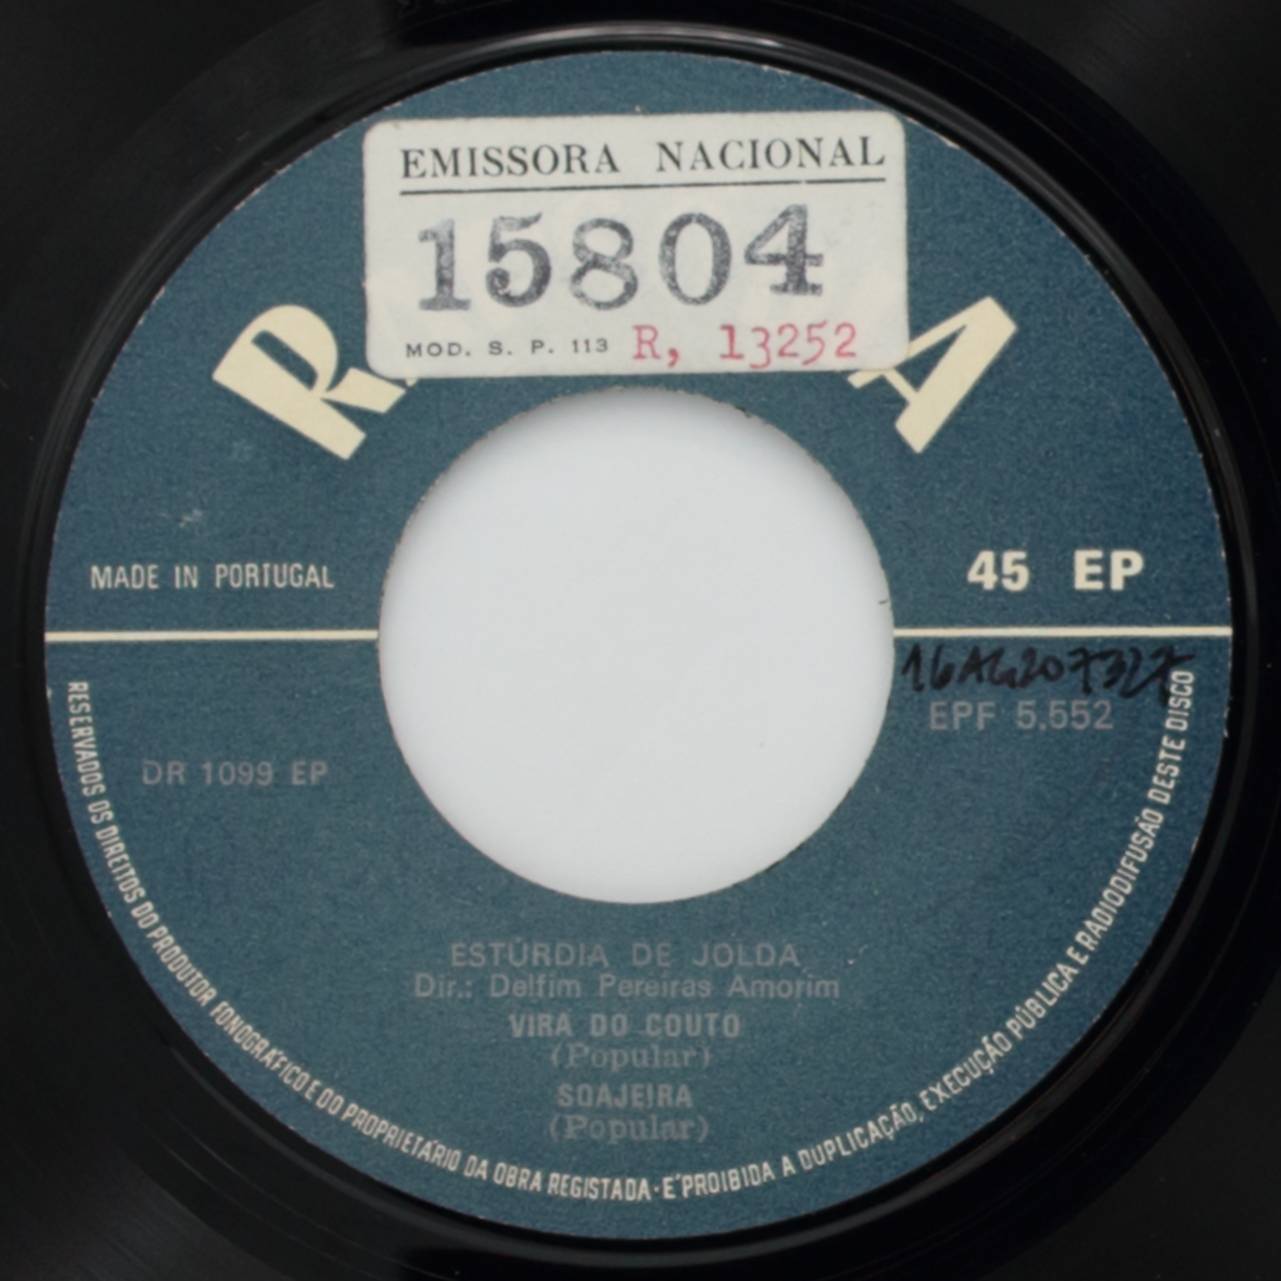 EMISSORA NACIONAL
15804
MOD. S. P. 113 R, 13252
MADE IN PORTUGAL
45 EP
EPF 5.552
DR 1099 EP
ESTÚRDIA DE JOLDA
Dir.: Delfim Pereiras Amorim
VIRA DO COUTO
(Popular)
SOAJEIRA
(Popular)
RESERVADOS OS DIREITOS DO PRODUTOR FONOGRÁFICO E DO PROPRIETÁRIO DA OBRA REGISTADA · E' PROIBIDA A DUPLICAÇÃO, EXECUÇÃO PÚBLICA E RADIODIFUSÃO DESTE DISCO